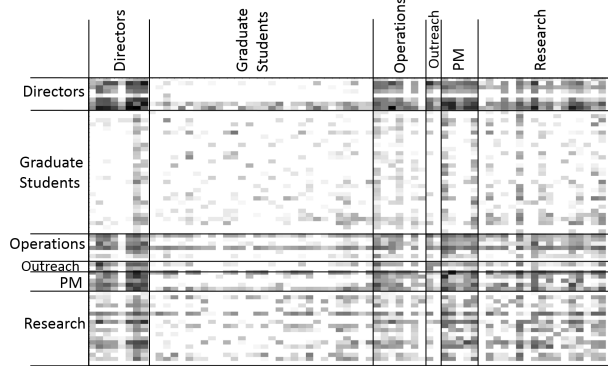 Directors
Graduate
Students
Operations
Outreach
PM
Research
Directors
Graduate
Students
Operations
Outreach
PM
Research